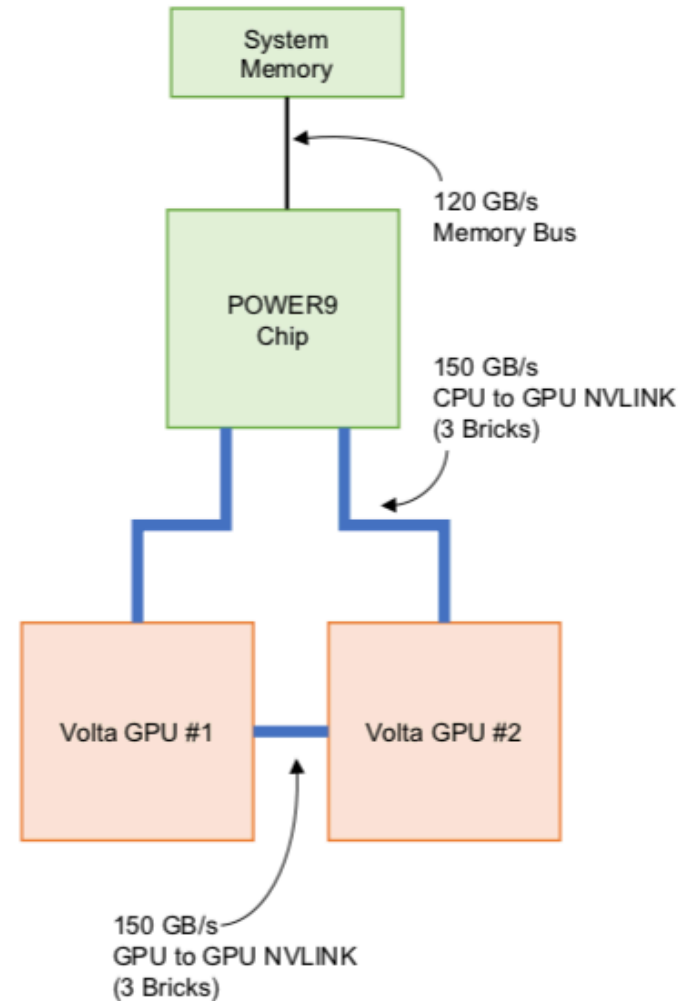 System
Memory
120 GB/s
Memory Bus
POWER9
Chip
150 GB/s
CPU to GPU NVLINK
(3 Bricks)
Volta GPU #1
Volta GPU #2
150 GB/s
GPU to GPU NVLINK
(3 Bricks)